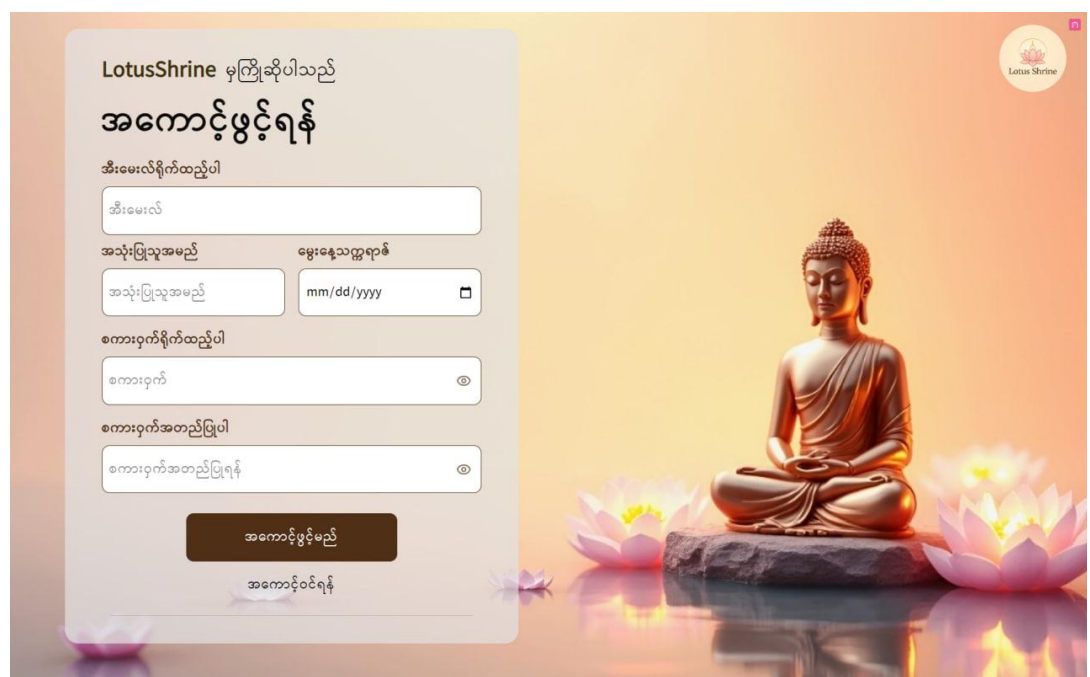 LotusShrine မှကြိုဆိုပါသည်
Lotus Shrine
အကောင့်ဖွင့်ရန်
အီးမေးလ်ရိုက်ထည့်ပါ
အီးမေးလ်
အသုံးပြုသူအမည် မွေးနေ့သက္ကရာဇ်
အသုံးပြုသူအမည် mm/dd/yyyy
စကားဝှက်ရိုက်ထည့်ပါ
စကားဝှက်
စကားဝှက်အတည်ပြုပါ
စကားဝှက်အတည်ပြုရန်
အကောင့်ဖွင့်မည်
အကောင့်ဝင်ရန်